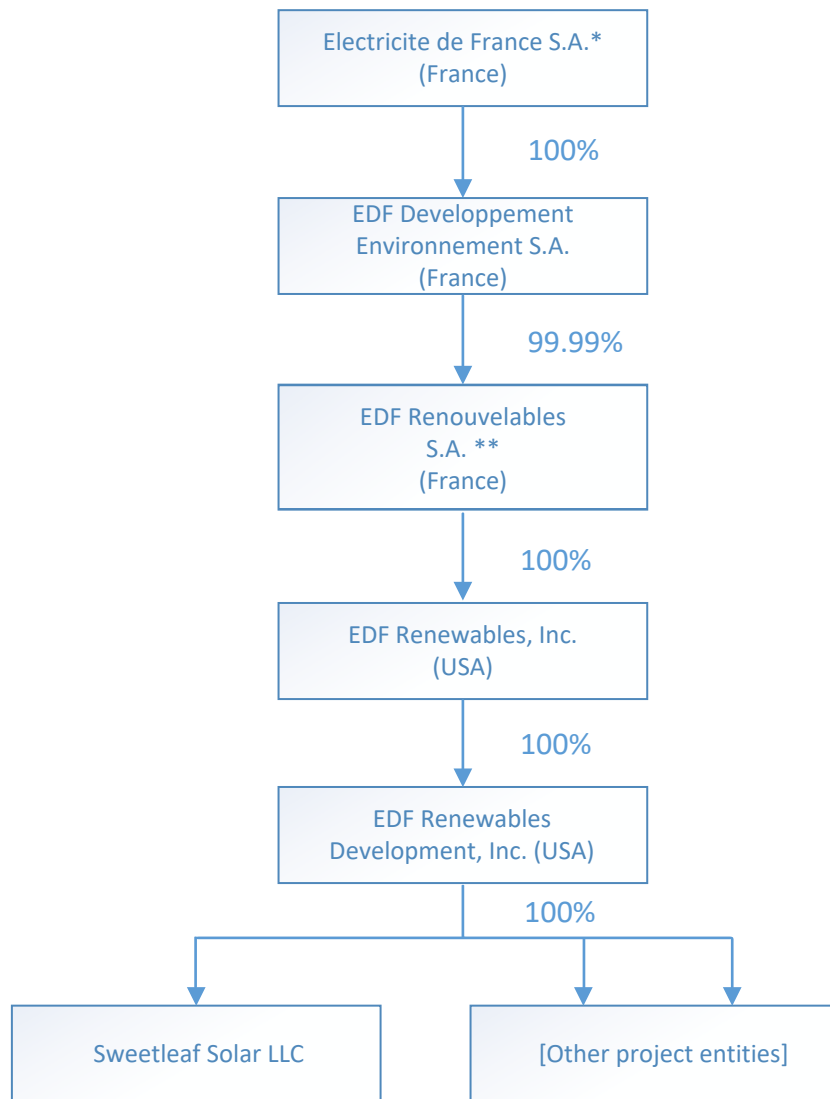 Electricite de France S.A.*
(France)
100%
EDF Developpement
Environnement S.A.
(France)
99.99%
EDF Renouvelables
S.A. **
(France)
100%
EDF Renewables, Inc.
(USA)
100%
EDF Renewables
Development, Inc. (USA)
100%
Sweetleaf Solar LLC
[Other project entities]